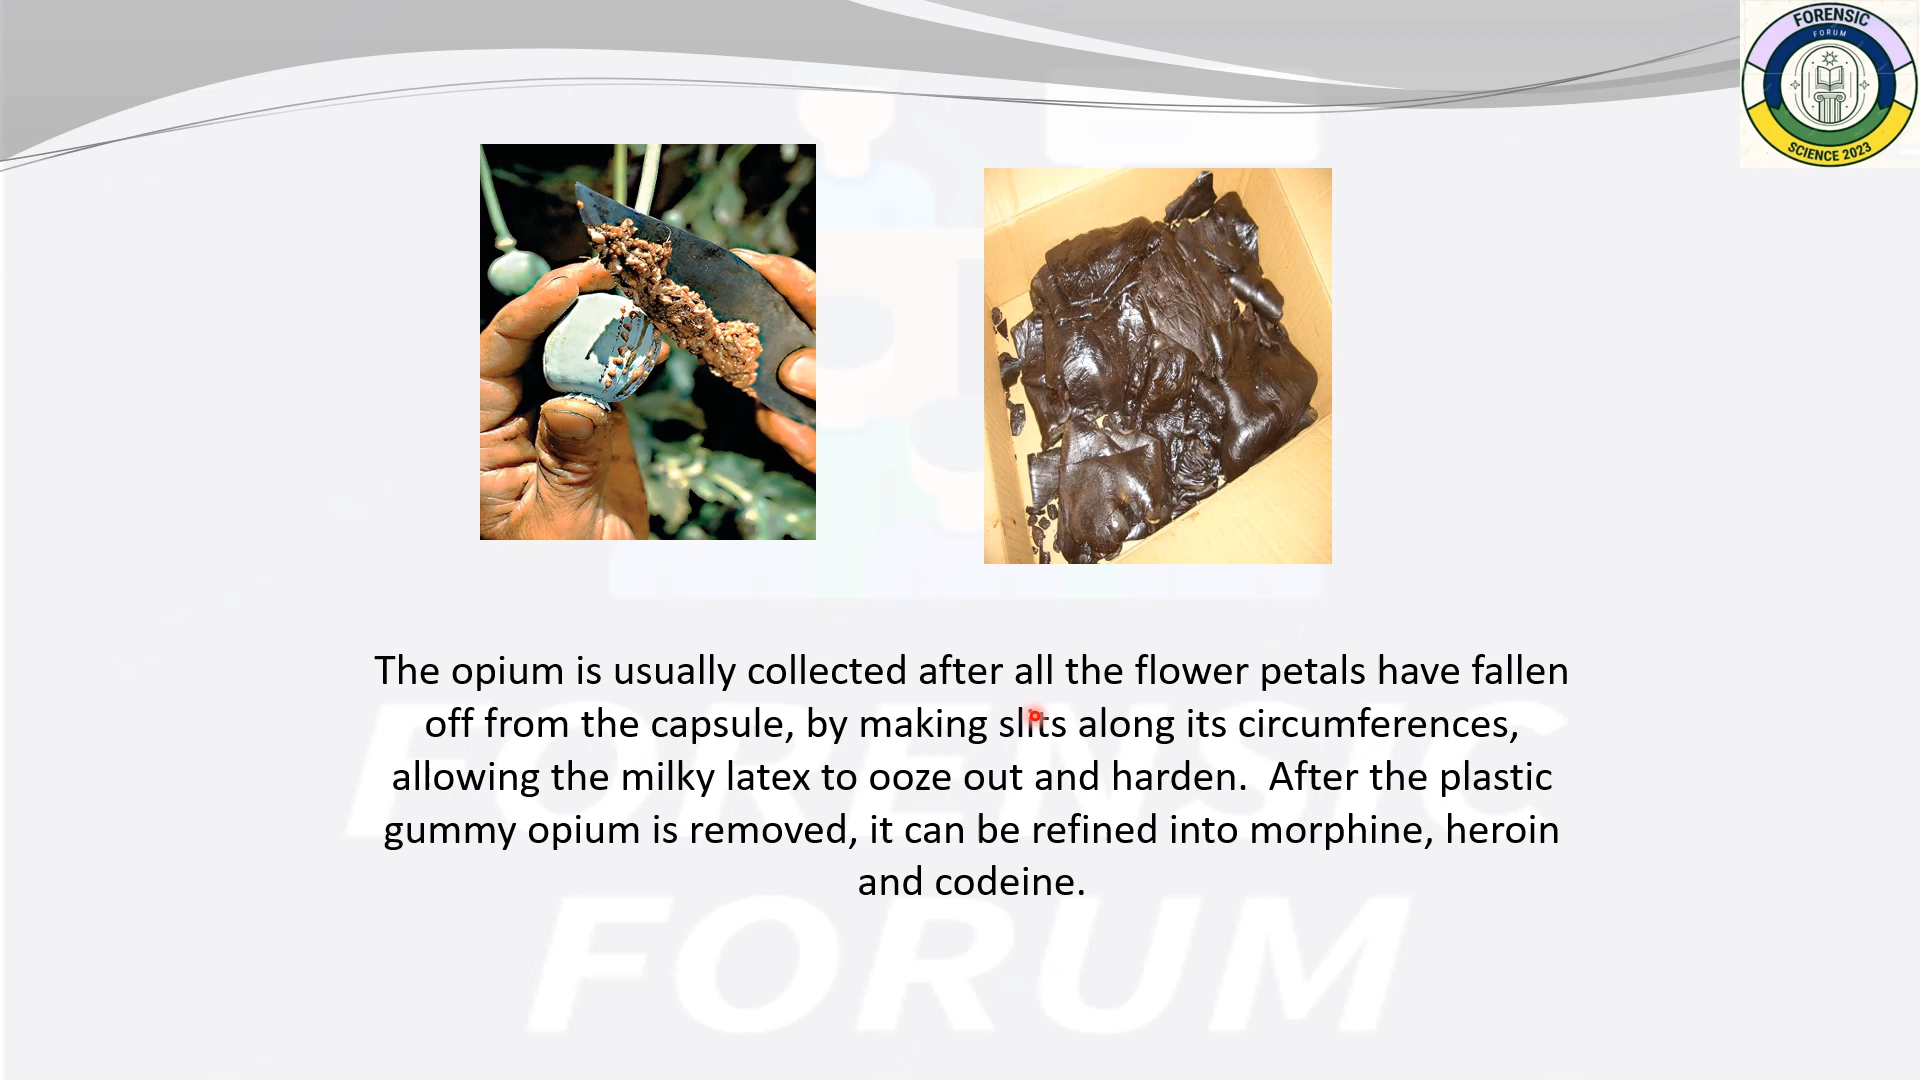 FORENSIC
FORUM
SCIENCE 2023
The opium is usually collected after all the flower petals have fallen
off from the capsule, by making slits along its circumferences,
allowing the milky latex to ooze out and harden.  After the plastic
gummy opium is removed, it can be refined into morphine, heroin
and codeine.
FORENSIC
FORUM